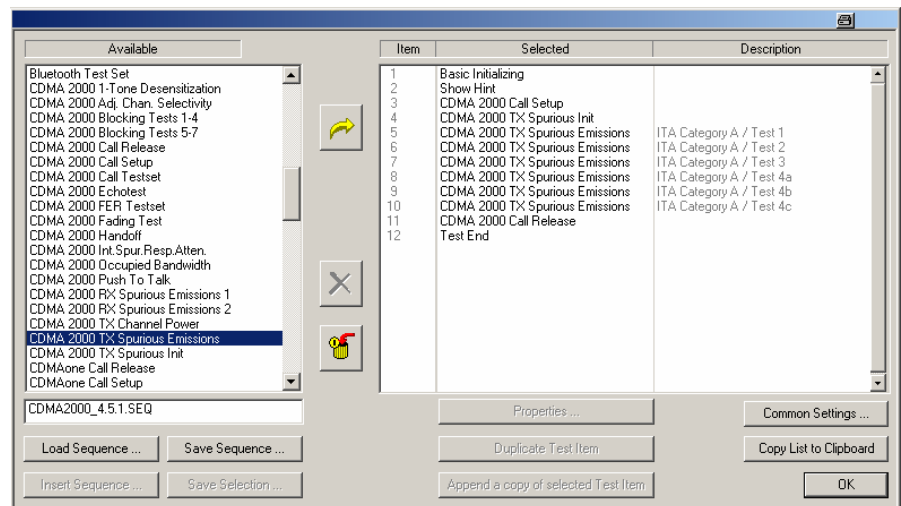 Available
Item Selected Description
Bluetooth Test Set
CDMA 2000 1-Tone Desensitization
CDMA 2000 Adj. Chan. Selectivity
CDMA 2000 Blocking Tests 1-4
CDMA 2000 Blocking Tests 5-7
CDMA 2000 Call Release
CDMA 2000 Call Setup
CDMA 2000 Call Testset
CDMA 2000 Echotest
CDMA 2000 FER Testset
CDMA 2000 Fading Test
CDMA 2000 Handoff
CDMA 2000 Int.Spur.Resp.Atten.
CDMA 2000 Occupied Bandwidth
CDMA 2000 Push To Talk
CDMA 2000 RX Spurious Emissions 1
CDMA 2000 RX Spurious Emissions 2
CDMA 2000 TX Channel Power
CDMA 2000 TX Spurious Emissions
CDMA 2000 TX Spurious Init
CDMAone Call Release
CDMAone Call Setup
1 Basic Initializing
2 Show Hint
3 CDMA 2000 Call Setup
4 CDMA 2000 TX Spurious Init
5 CDMA 2000 TX Spurious Emissions ITA Category A / Test 1
6 CDMA 2000 TX Spurious Emissions ITA Category A / Test 2
7 CDMA 2000 TX Spurious Emissions ITA Category A / Test 3
8 CDMA 2000 TX Spurious Emissions ITA Category A / Test 4a
9 CDMA 2000 TX Spurious Emissions ITA Category A / Test 4b
10 CDMA 2000 TX Spurious Emissions ITA Category A / Test 4c
11 CDMA 2000 Call Release
12 Test End
CDMA2000_4.5.1.SEQ
Load Sequence ... Save Sequence ...
Insert Sequence ... Save Selection ...
Properties ...
Duplicate Test Item
Append a copy of selected Test Item
Common Settings ...
Copy List to Clipboard
OK